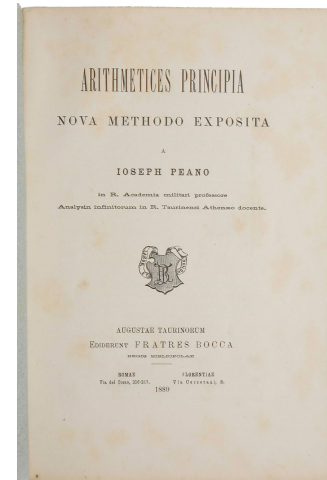 ARITHMETICES PRINCIPIA
NOVA METHODO EXPOSITA
A
IOSEPH PEANO
in R. Academia militari professore
Analysin infinitorum in R. Taurinensi Athenæo docente.
AUGUSTAE TAURINORUM
EDIDERUNT FRATRES BOCCA
REGIS BIBLIOPOLAE
ROMAE
Via del Corso, 216-217.
FLORENTIAE
Via Cerretani, 8.
1889